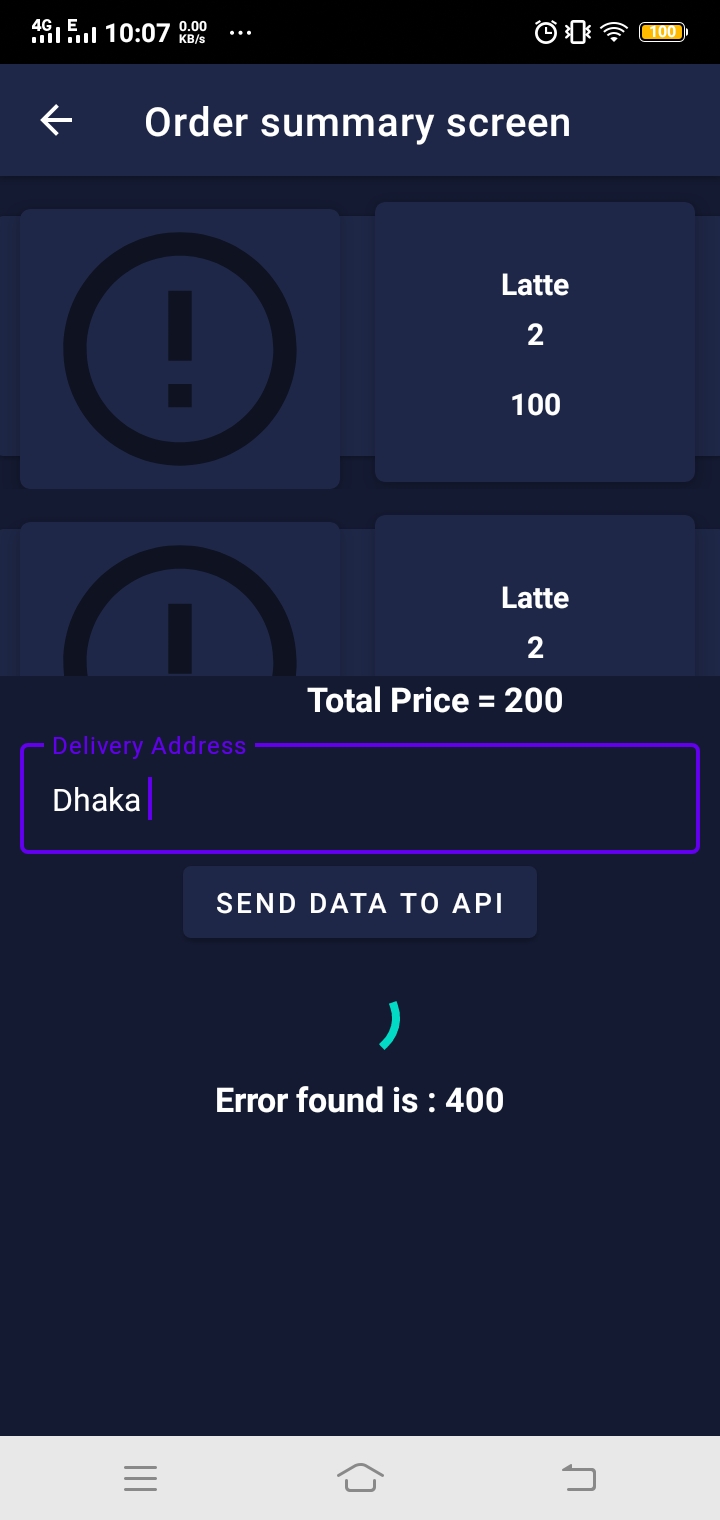 4G E 10:07 0.00 KB/s ... 100
Order summary screen
Latte
2
100
Latte
2
Total Price = 200
Delivery Address
Dhaka
SEND DATA TO API
Error found is : 400